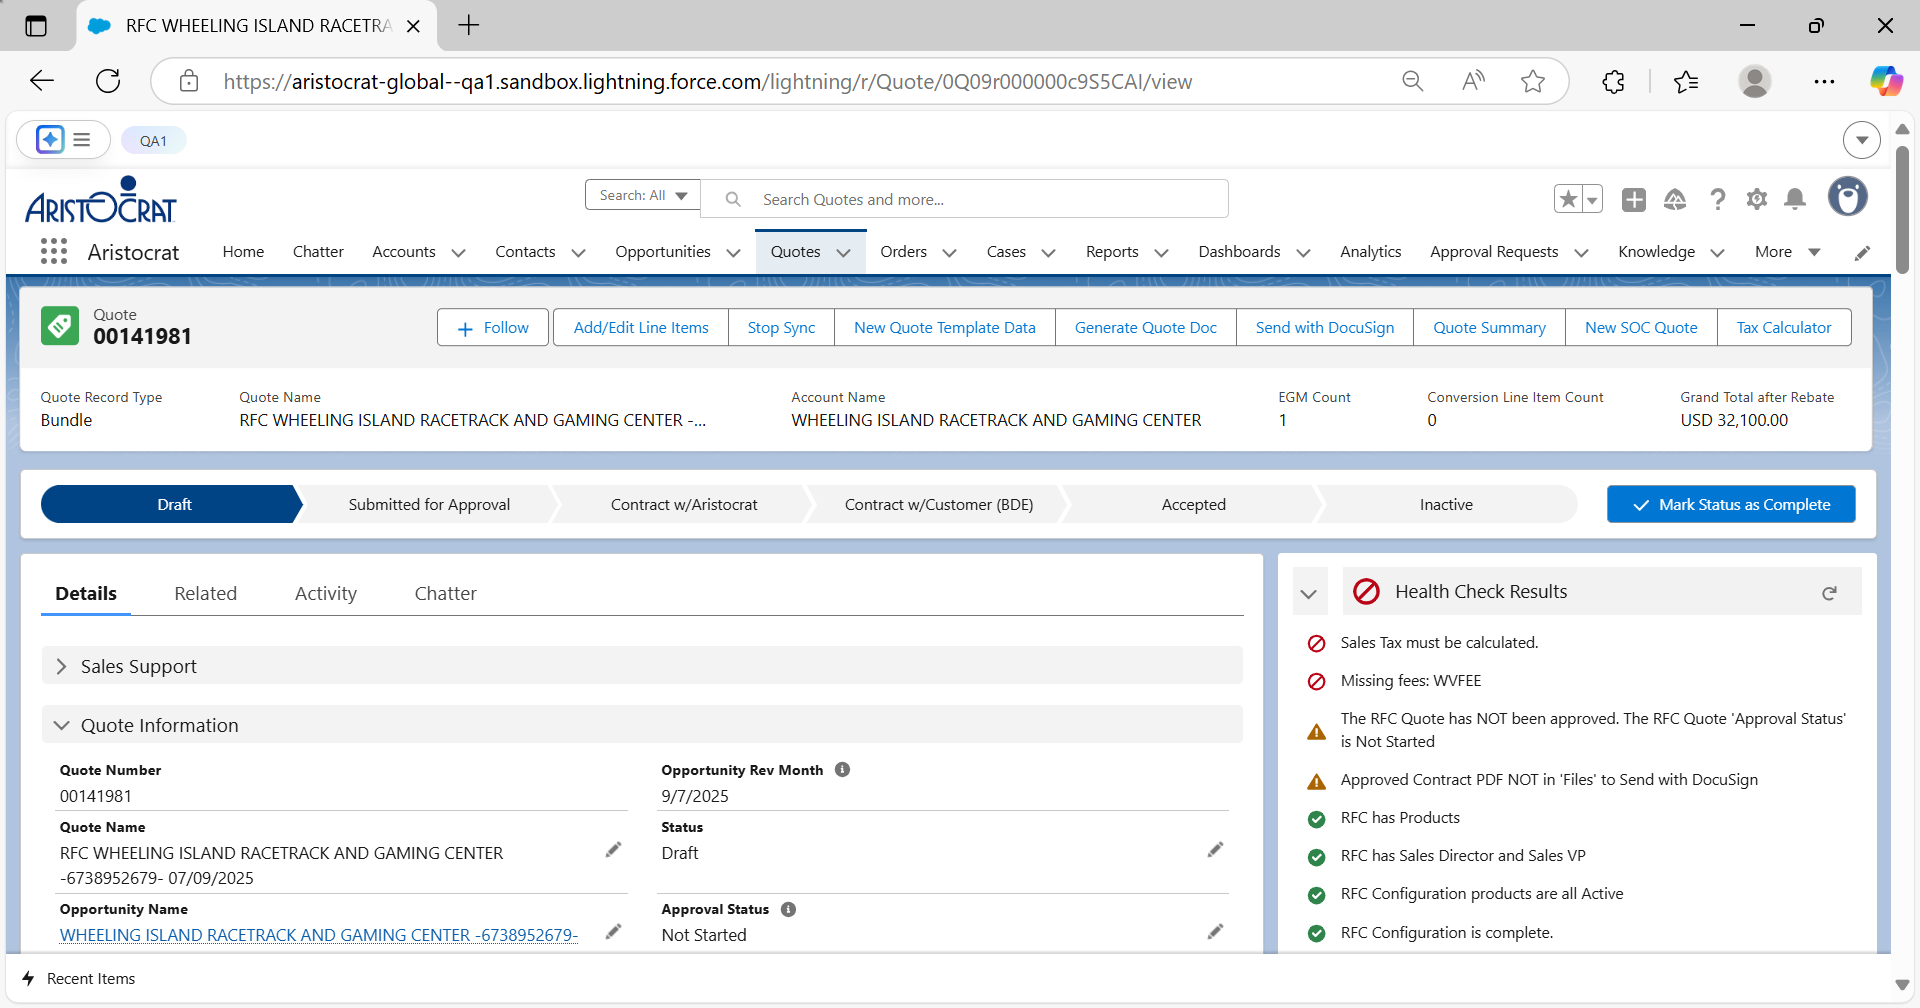 RFC WHEELING ISLAND RACETRA
https://aristocrat-global--qa1.sandbox.lightning.force.com/lightning/r/Quote/0Q09r000000c9S5CAI/view
QA1
ARISTOCRAT
Search: All
Search Quotes and more...
Aristocrat
Home
Chatter
Accounts
Contacts
Opportunities
Quotes
Orders
Cases
Reports
Dashboards
Analytics
Approval Requests
Knowledge
More
Quote
00141981
Follow
Add/Edit Line Items
Stop Sync
New Quote Template Data
Generate Quote Doc
Send with DocuSign
Quote Summary
New SOC Quote
Tax Calculator
Quote Record Type
Bundle
Quote Name
RFC WHEELING ISLAND RACETRACK AND GAMING CENTER -...
Account Name
WHEELING ISLAND RACETRACK AND GAMING CENTER
EGM Count
1
Conversion Line Item Count
0
Grand Total after Rebate
USD 32,100.00
Draft
Submitted for Approval
Contract w/Aristocrat
Contract w/Customer (BDE)
Accepted
Inactive
Mark Status as Complete
Details
Related
Activity
Chatter
Sales Support
Quote Information
Quote Number
00141981
Opportunity Rev Month
9/7/2025
Quote Name
RFC WHEELING ISLAND RACETRACK AND GAMING CENTER
-6738952679- 07/09/2025
Status
Draft
Opportunity Name
WHEELING ISLAND RACETRACK AND GAMING CENTER -6738952679-
Approval Status
Not Started
Health Check Results
Sales Tax must be calculated.
Missing fees: WVFEE
The RFC Quote has NOT been approved. The RFC Quote 'Approval Status'
is Not Started
Approved Contract PDF NOT in 'Files' to Send with DocuSign
RFC has Products
RFC has Sales Director and Sales VP
RFC Configuration products are all Active
RFC Configuration is complete.
Recent Items